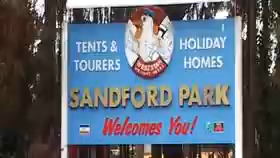 TENTS & TOURERS
HOLIDAY HOMES
SANDFORD PARK
Welcomes You!